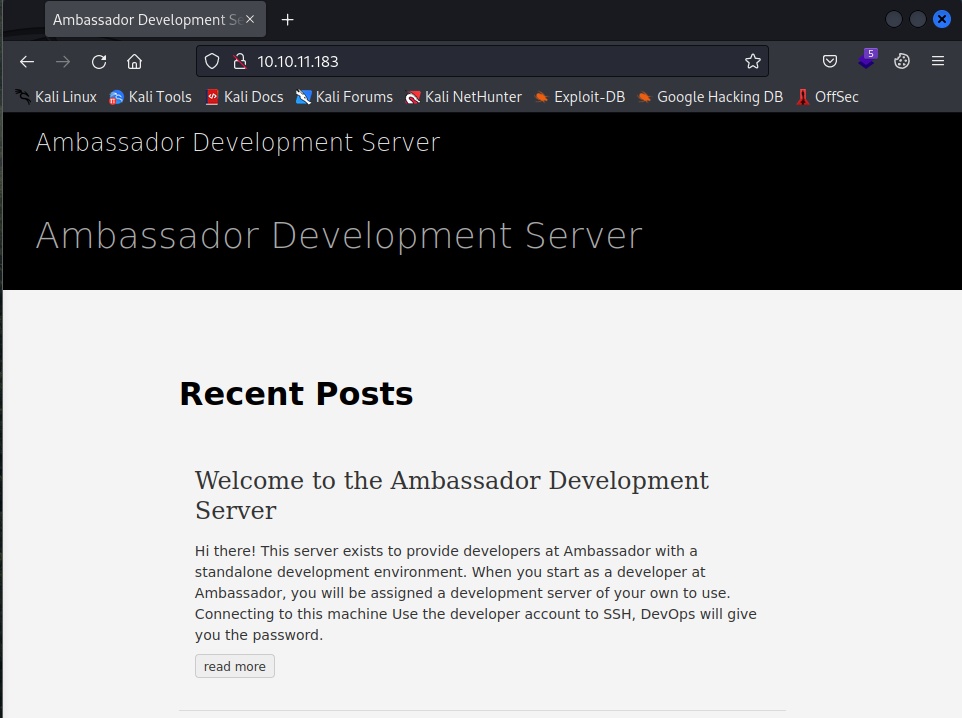 Ambassador Development Se
10.10.11.183
5
Kali Linux
Kali Tools
Kali Docs
Kali Forums
Kali NetHunter
Exploit-DB
Google Hacking DB
OffSec
Ambassador Development Server
Ambassador Development Server
Recent Posts
Welcome to the Ambassador Development
Server
Hi there! This server exists to provide developers at Ambassador with a
standalone development environment. When you start as a developer at
Ambassador, you will be assigned a development server of your own to use.
Connecting to this machine Use the developer account to SSH, DevOps will give
you the password.
read more